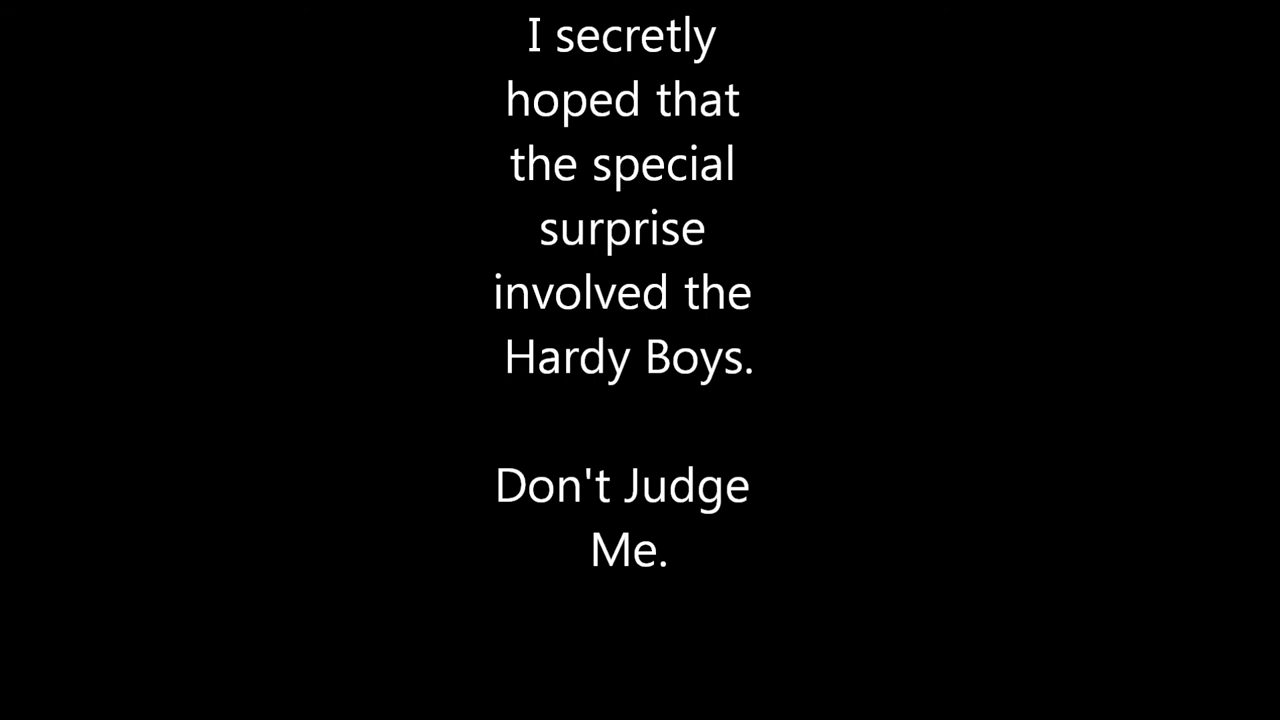 I secretly
hoped that
the special
surprise
involved the
Hardy Boys.
Don't Judge
Me.